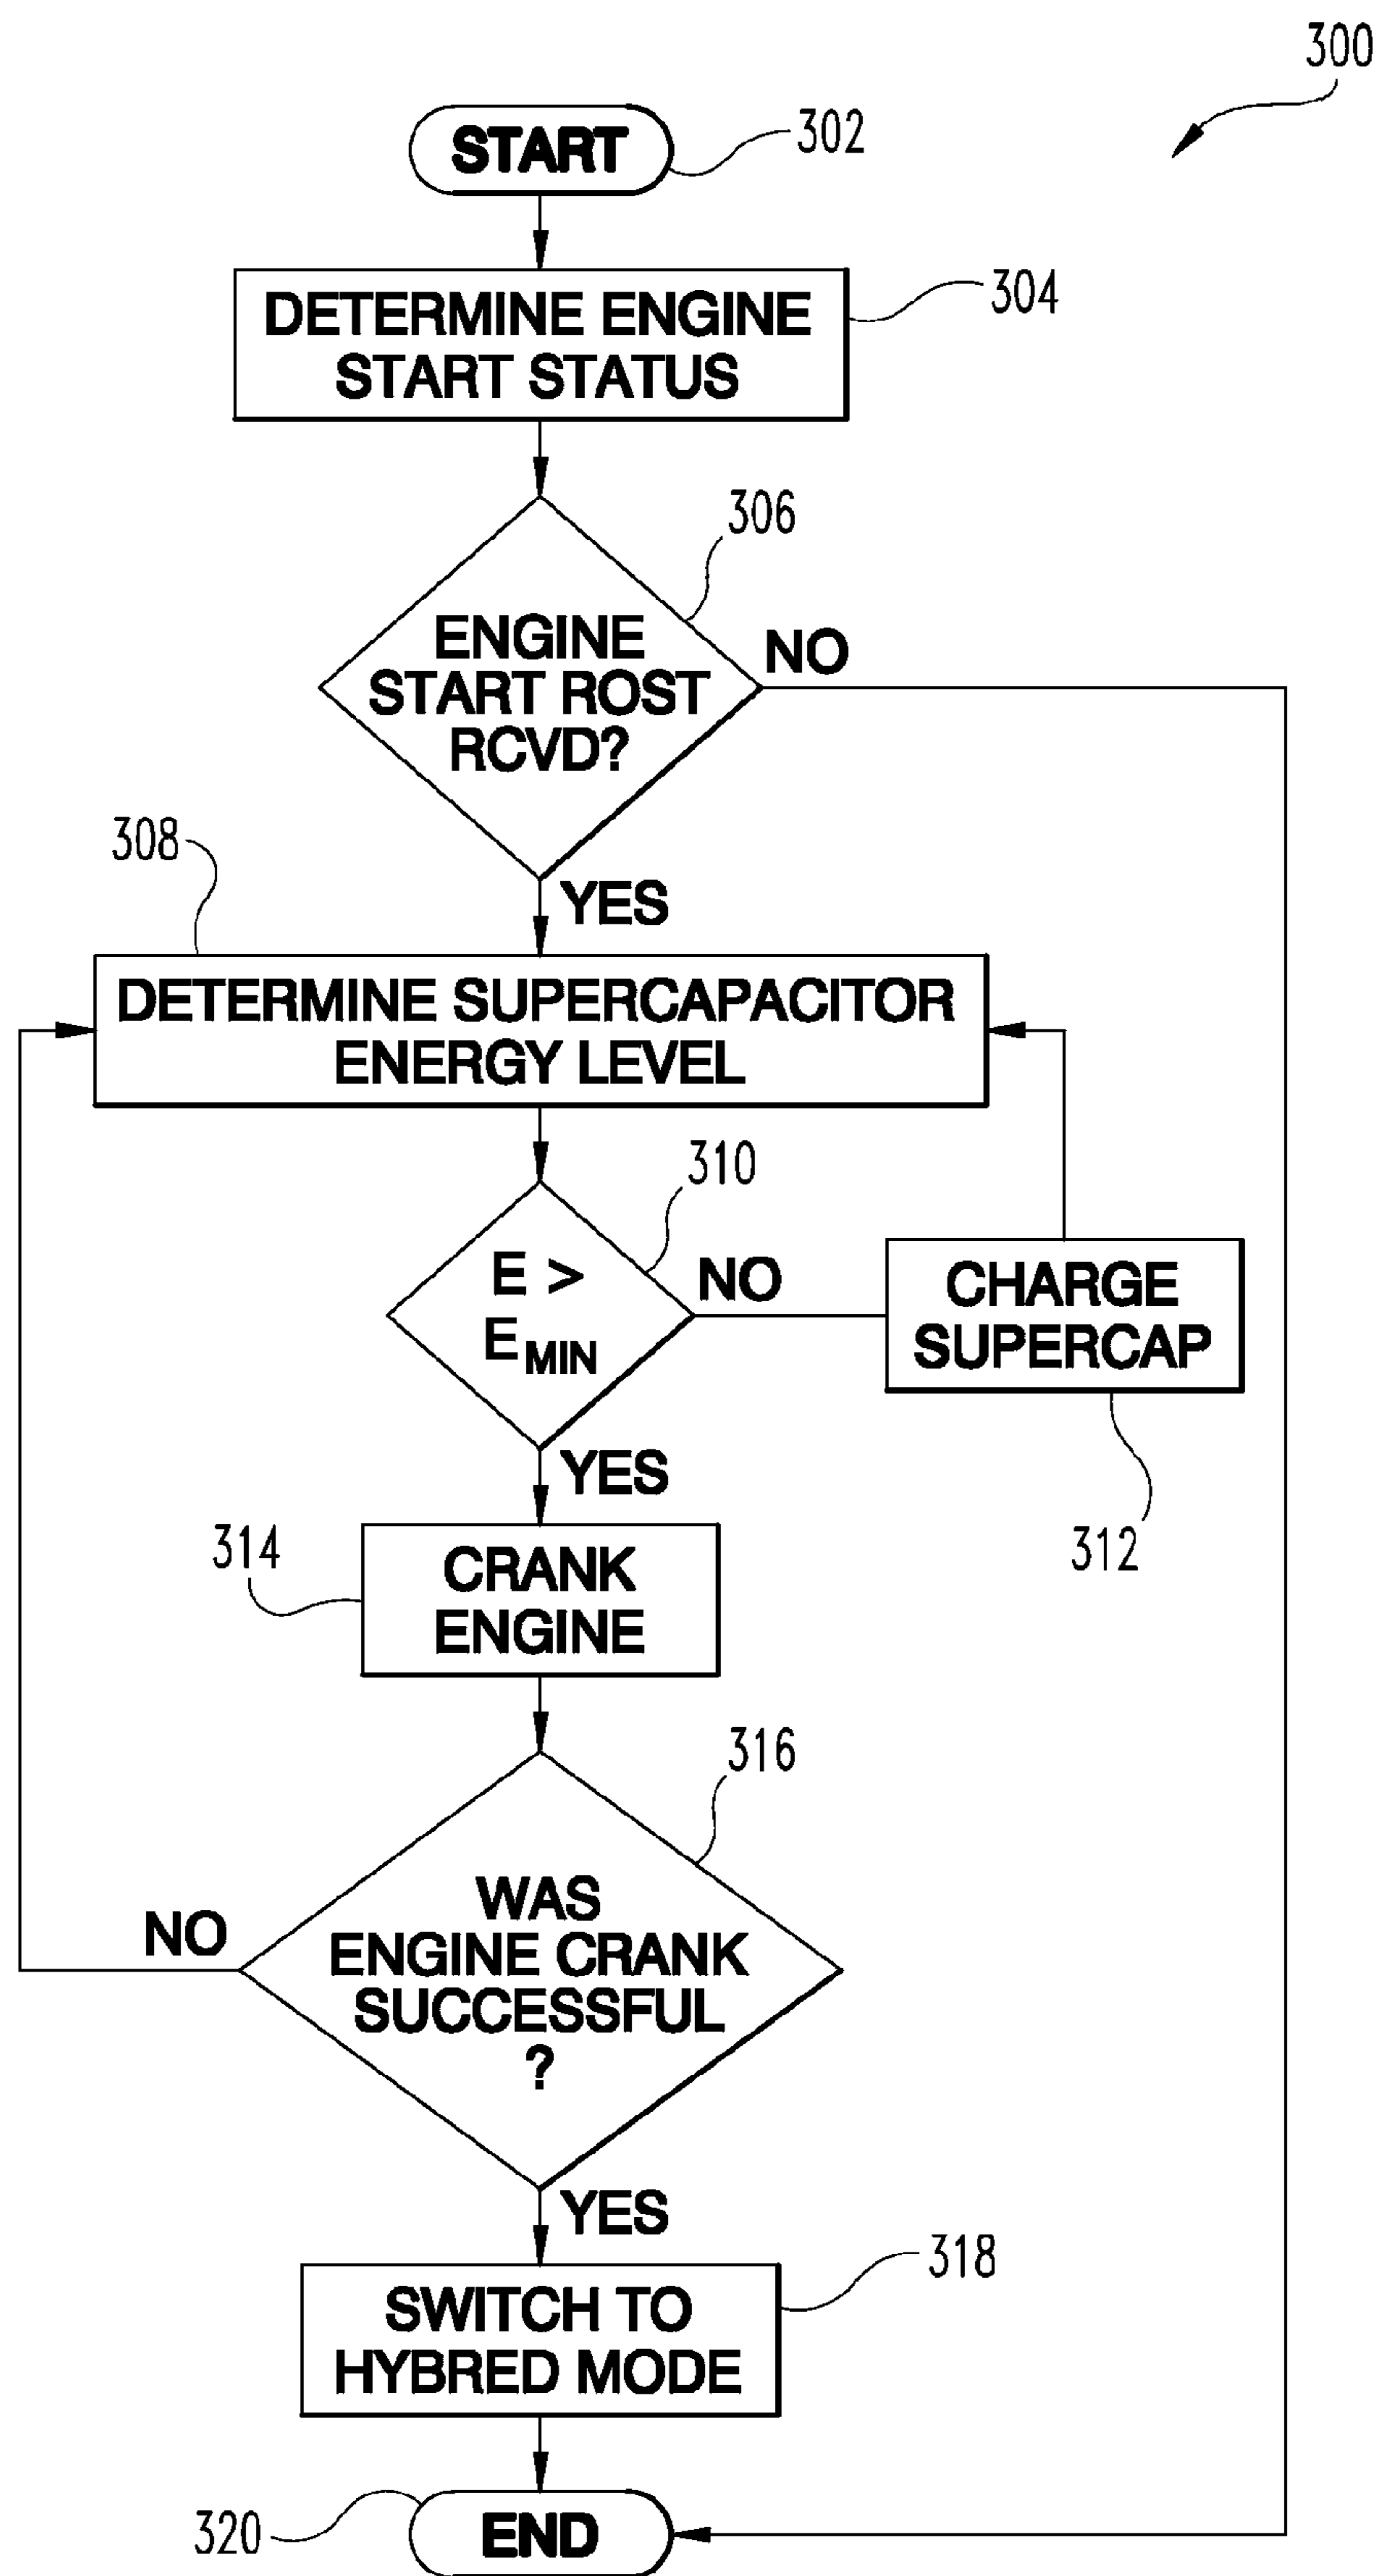 300
START
302
DETERMINE ENGINE
START STATUS
304
306
ENGINE
START ROST
RCVD?
NO
YES
308
DETERMINE SUPERCAPACITOR
ENERGY LEVEL
310
E >
EMIN
NO
CHARGE
SUPERCAP
312
YES
314
CRANK
ENGINE
316
WAS
ENGINE CRANK
SUCCESSFUL
?
NO
YES
318
SWITCH TO
HYBRED MODE
320
END